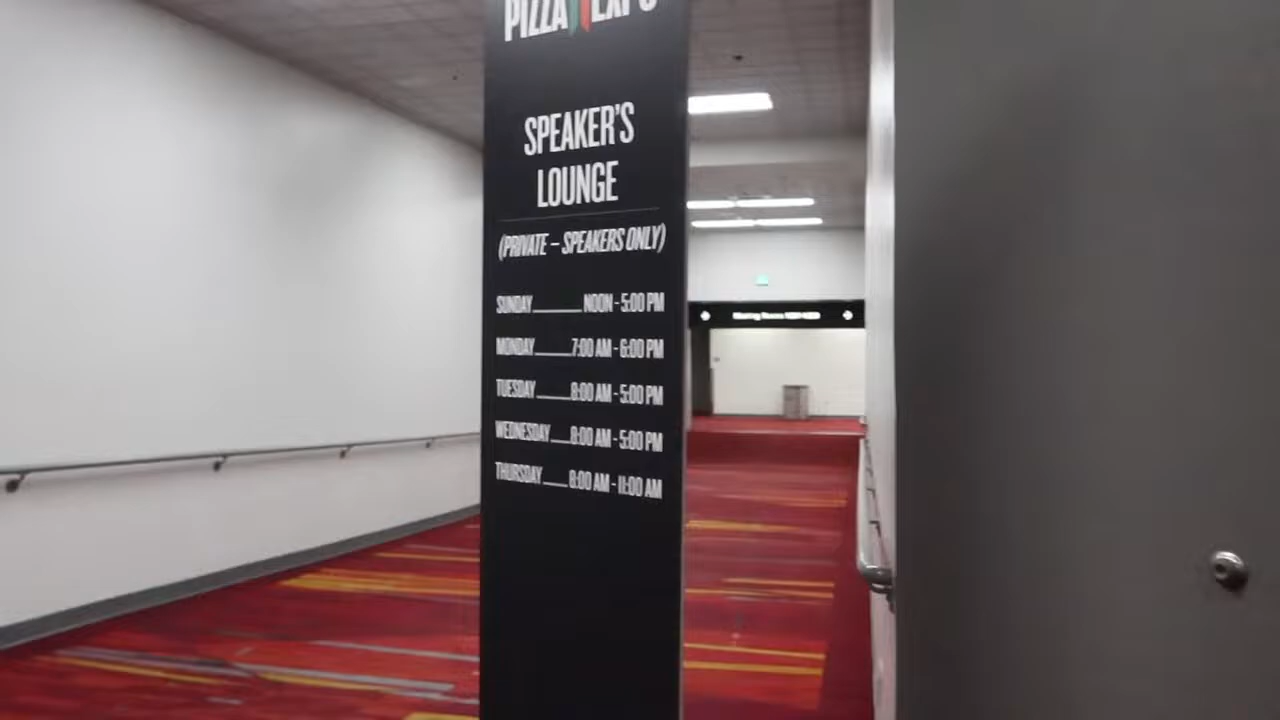 PIZZA EXPO
SPEAKER'S
LOUNGE
(PRIVATE – SPEAKERS ONLY)
SUNDAY NOON - 5:00 PM
MONDAY 7:00 AM - 6:00 PM
TUESDAY 8:00 AM - 5:00 PM
WEDNESDAY 8:00 AM - 5:00 PM
THURSDAY 8:00 AM - 11:00 AM
Meeting Rooms